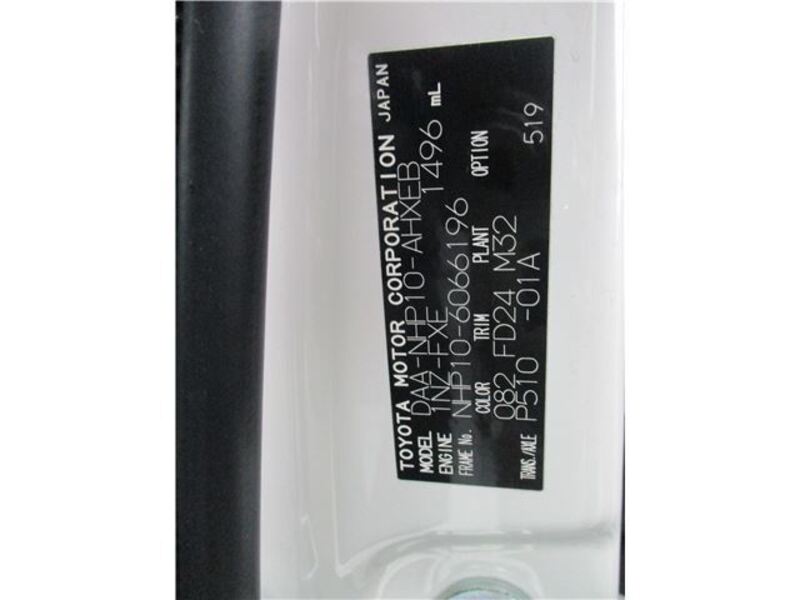 TOYOTA MOTOR CORPORATION JAPAN
MODEL DAA-NHP10-AHXEB
ENGINE 1NZ-FXE 1496 mL
FRAME No. NHP10-6066196
COLOR TRIM PLANT OPTION
082 FD24 M32
TRANS./AXLE P510 -01A 519